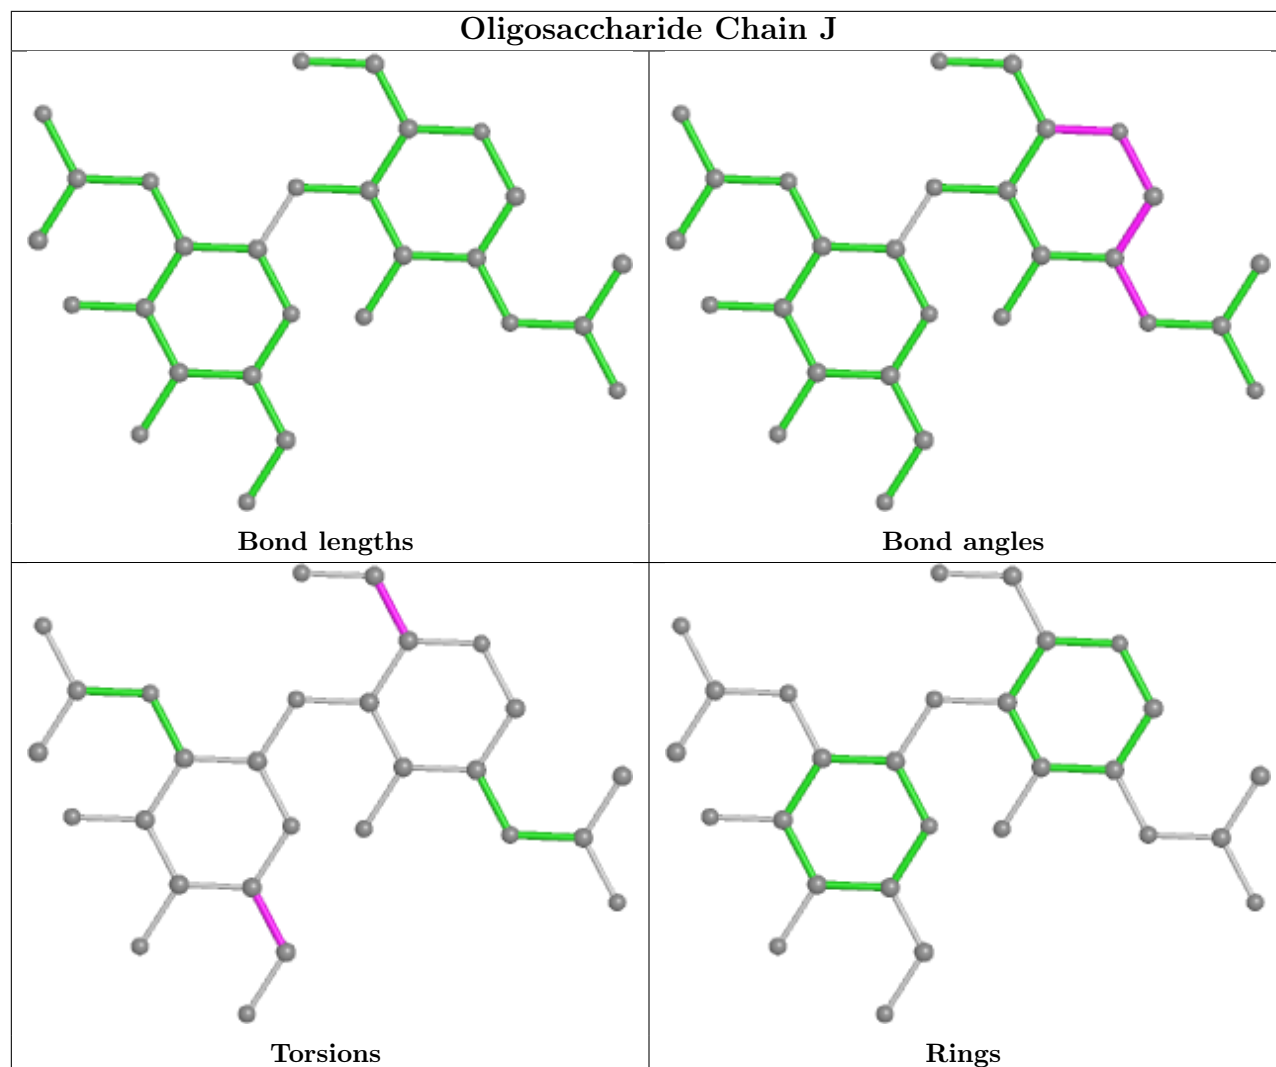 Oligosaccharide Chain J
Bond lengths
Bond angles
Torsions
Rings